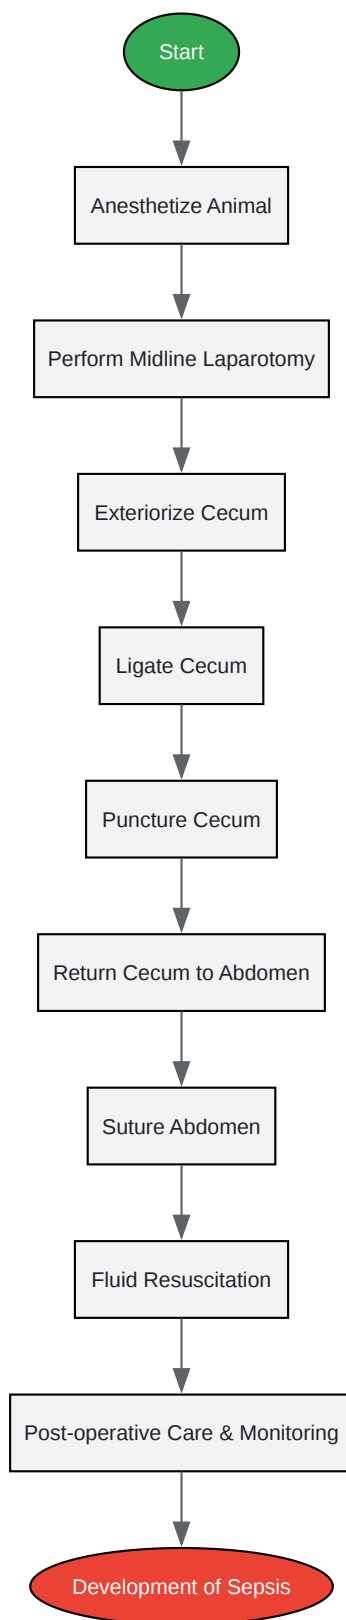 Start
Anesthetize Animal
Perform Midline Laparotomy
Exteriorize Cecum
Ligate Cecum
Puncture Cecum
Return Cecum to Abdomen
Suture Abdomen
Fluid Resuscitation
Post-operative Care & Monitoring
Development of Sepsis